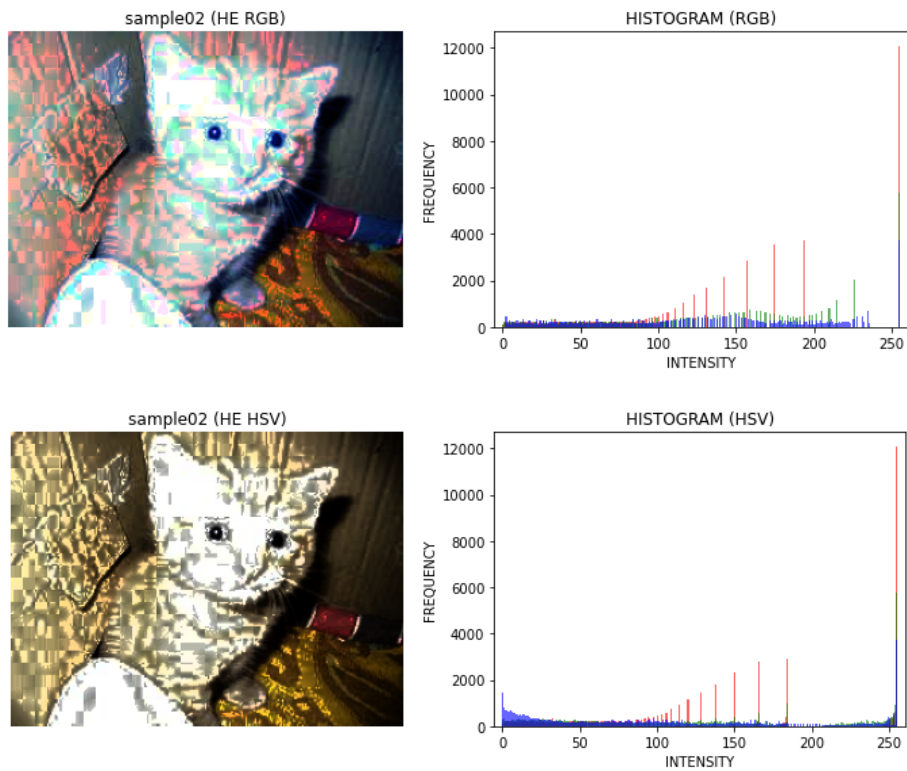 sample02 (HE RGB)
HISTOGRAM (RGB)
FREQUENCY
12000
10000
8000
6000
4000
2000
0
0 50 100 150 200 250
INTENSITY
sample02 (HE HSV)
HISTOGRAM (HSV)
FREQUENCY
12000
10000
8000
6000
4000
2000
0
0 50 100 150 200 250
INTENSITY